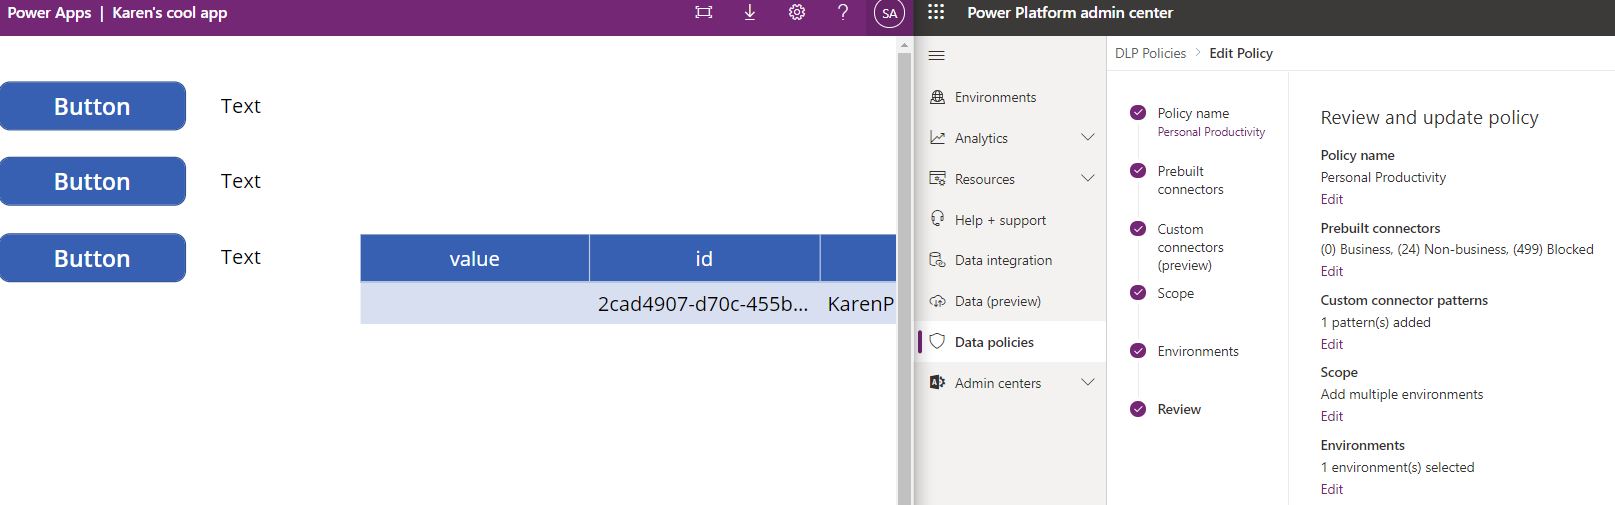 Power Apps | Karen's cool app
SA
Button Text
Button Text
Button Text
value id
2cad4907-d70c-455b... KarenP
Power Platform admin center
Environments
Analytics
Resources
Help + support
Data integration
Data (preview)
Data policies
Admin centers
DLP Policies > Edit Policy
Policy name
Personal Productivity
Prebuilt
connectors
Custom
connectors
(preview)
Scope
Environments
Review
Review and update policy
Policy name
Personal Productivity
Edit
Prebuilt connectors
(0) Business, (24) Non-business, (499) Blocked
Edit
Custom connector patterns
1 pattern(s) added
Edit
Scope
Add multiple environments
Edit
Environments
1 environment(s) selected
Edit